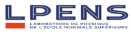 LPENS
LABORATOIRE DE PHYSIQUE
DE L'ÉCOLE NORMALE SUPÉRIEURE